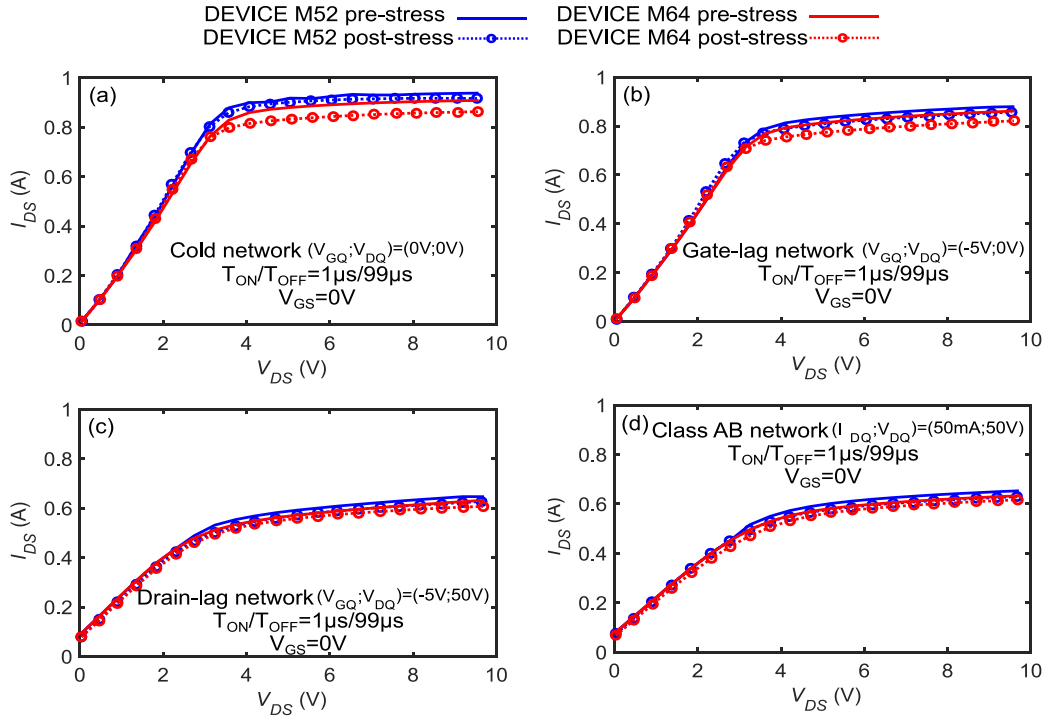 DEVICE M52 pre-stress DEVICE M64 pre-stress
DEVICE M52 post-stress DEVICE M64 post-stress
(a)
1
0.8
0.6
0.4
0.2
0
I_DS (A)
Cold network (V_GQ;V_DQ)=(0V;0V)
T_ON/T_OFF=1µs/99µs
V_GS=0V
0 2 4 6 8 10
V_DS (V)
(b)
1
0.8
0.6
0.4
0.2
0
I_DS (A)
Gate-lag network (V_GQ;V_DQ)=(-5V;0V)
T_ON/T_OFF=1µs/99µs
V_GS=0V
0 2 4 6 8 10
V_DS (V)
(c)
1
0.8
0.6
0.4
0.2
0
I_DS (A)
Drain-lag network (V_GQ;V_DQ)=(-5V;50V)
T_ON/T_OFF=1µs/99µs
V_GS=0V
0 2 4 6 8 10
V_DS (V)
(d)
1
0.8
0.6
0.4
0.2
0
I_DS (A)
Class AB network (I_DQ;V_DQ)=(50mA;50V)
T_ON/T_OFF=1µs/99µs
V_GS=0V
0 2 4 6 8 10
V_DS (V)